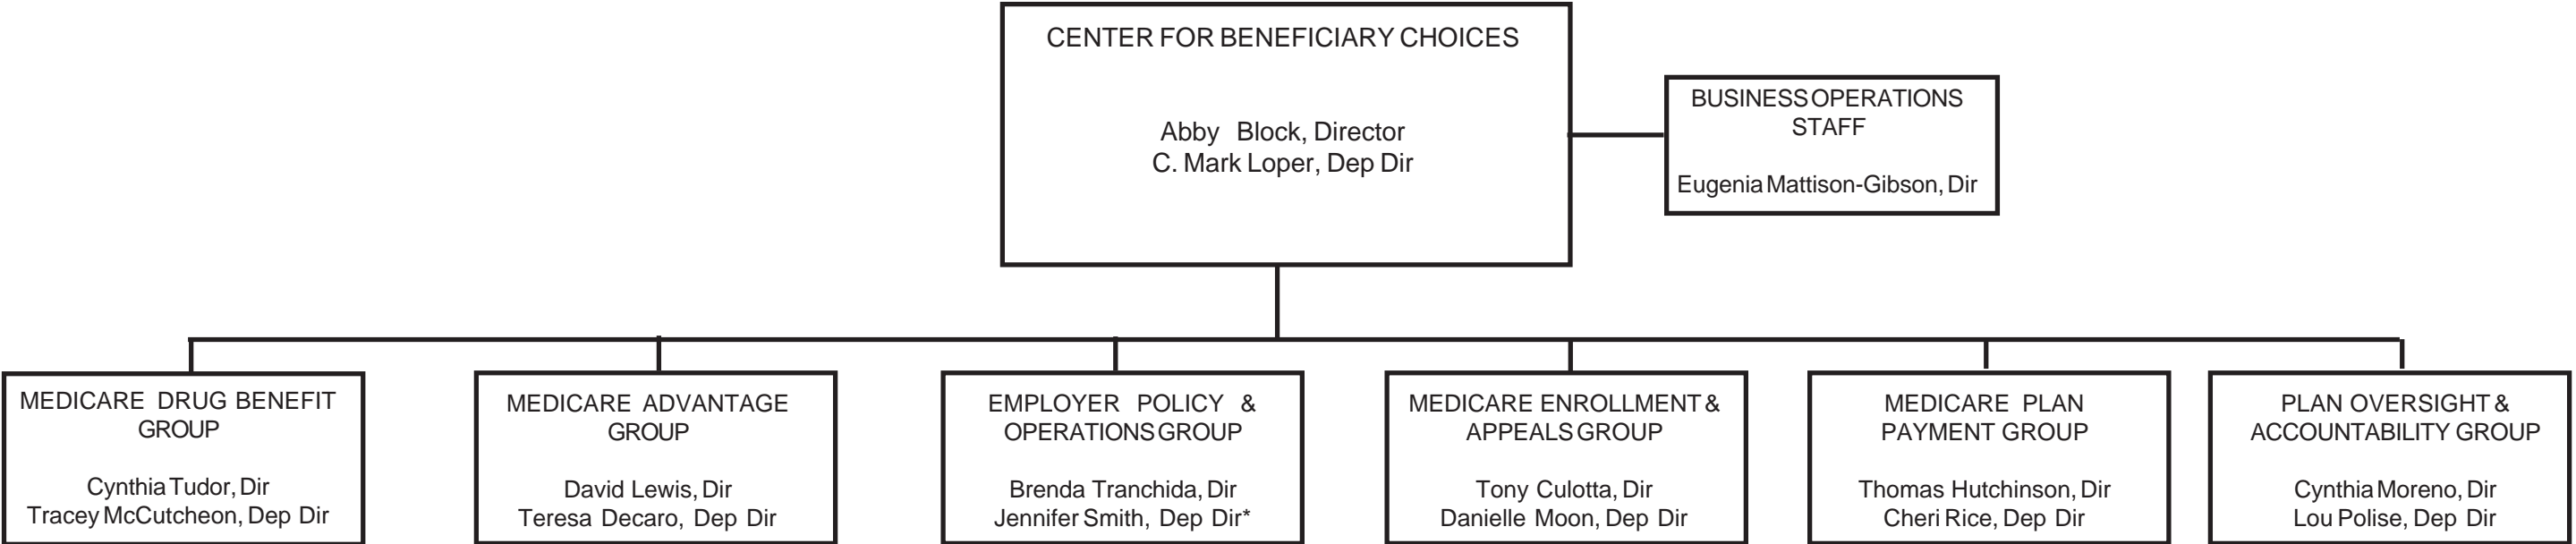 CENTER FOR BENEFICIARY CHOICES
Abby Block, Director
C. Mark Loper, Dep Dir
BUSINESS OPERATIONS
STAFF
Eugenia Mattison-Gibson, Dir
MEDICARE DRUG BENEFIT
GROUP
Cynthia Tudor, Dir
Tracey McCutcheon, Dep Dir
MEDICARE ADVANTAGE
GROUP
David Lewis, Dir
Teresa Decaro, Dep Dir
EMPLOYER POLICY &
OPERATIONS GROUP
Brenda Tranchida, Dir
Jennifer Smith, Dep Dir*
MEDICARE ENROLLMENT &
APPEALS GROUP
Tony Culotta, Dir
Danielle Moon, Dep Dir
MEDICARE PLAN
PAYMENT GROUP
Thomas Hutchinson, Dir
Cheri Rice, Dep Dir
PLAN OVERSIGHT &
ACCOUNTABILITY GROUP
Cynthia Moreno, Dir
Lou Polise, Dep Dir